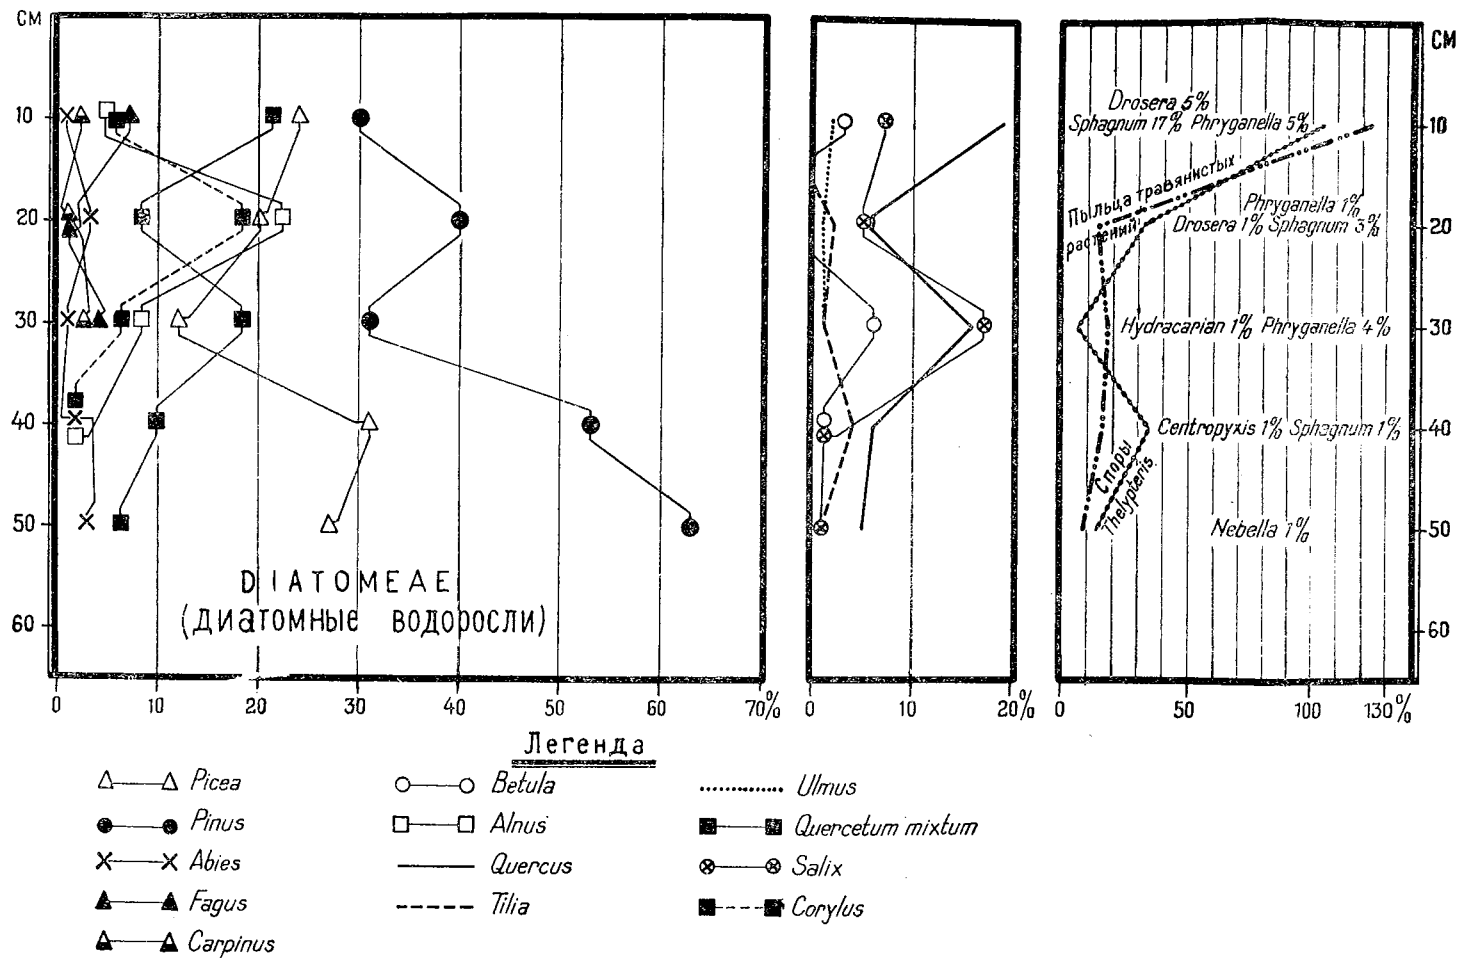 см
10
20
30
40
50
60
DIATOMEAE
(диатомные водоросли)
0 10 20 30 40 50 60 70%
0 10 20%
см
10
20
30
40
50
60
Drosera 5%
Sphagnum 17% Phryganella 5%
Пыльца травянистых
растений
Phryganella 1%
Drosera 1% Sphagnum 3%
Hydracarian 1% Phryganella 4%
Centropyxis 1% Sphagnum 1%
Споры
Thelypteris
Nebella 1%
0 50 100 130%
Легенда
Picea
Pinus
Abies
Fagus
Carpinus
Betula
Alnus
Quercus
Tilia
Ulmus
Quercetum mixtum
Salix
Corylus